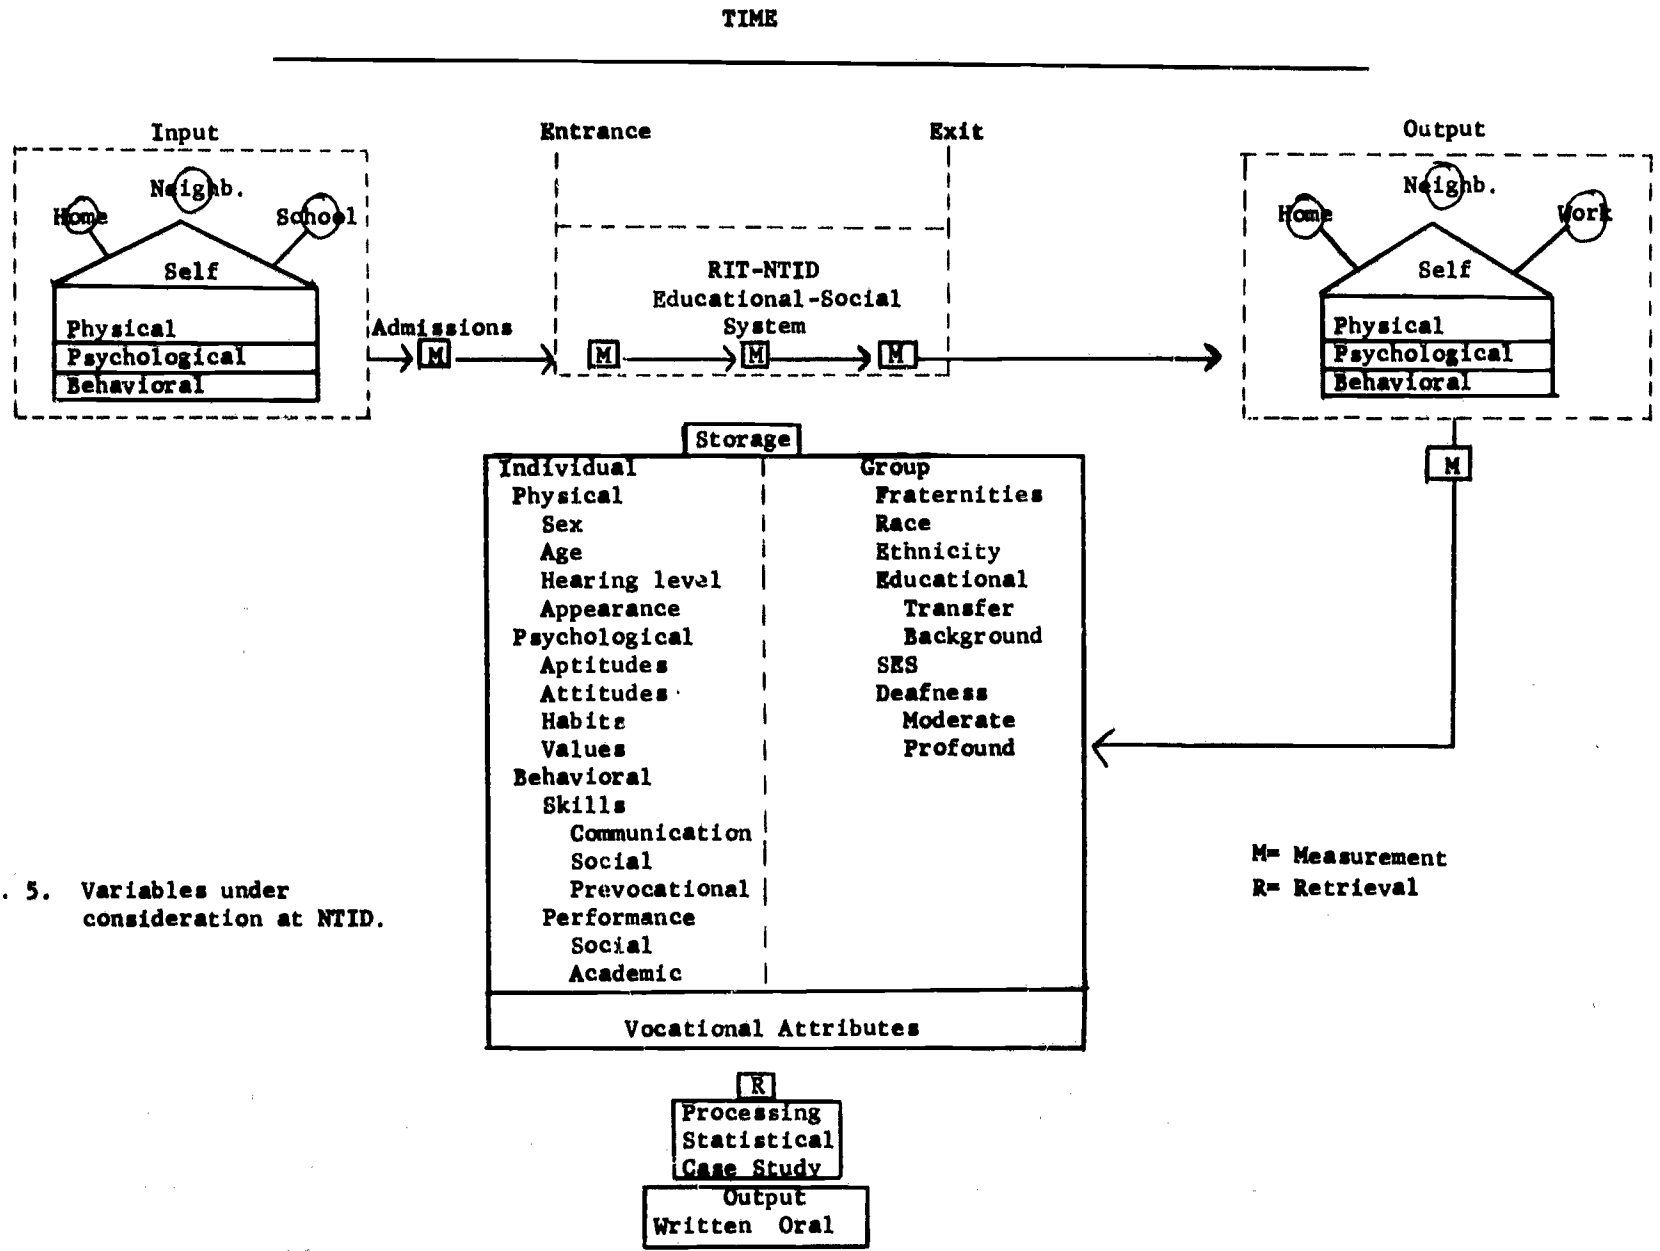 TIME
Input
Entrance
Exit
Output
Neighb.
Home
School
Self
Physical
Psychological
Behavioral
Admissions
M
RIT-NTID
Educational-Social
System
M
M
M
Neighb.
Home
Work
Self
Physical
Psychological
Behavioral
M
Storage
Individual
Physical
Sex
Age
Hearing level
Appearance
Psychological
Aptitudes
Attitudes
Habits
Values
Behavioral
Skills
Communication
Social
Prevocational
Performance
Social
Academic
Group
Fraternities
Race
Ethnicity
Educational
Transfer
Background
SES
Deafness
Moderate
Profound
Vocational Attributes
M= Measurement
R= Retrieval
. 5. Variables under
consideration at NTID.
R
Processing
Statistical
Case Study
Output
Written Oral